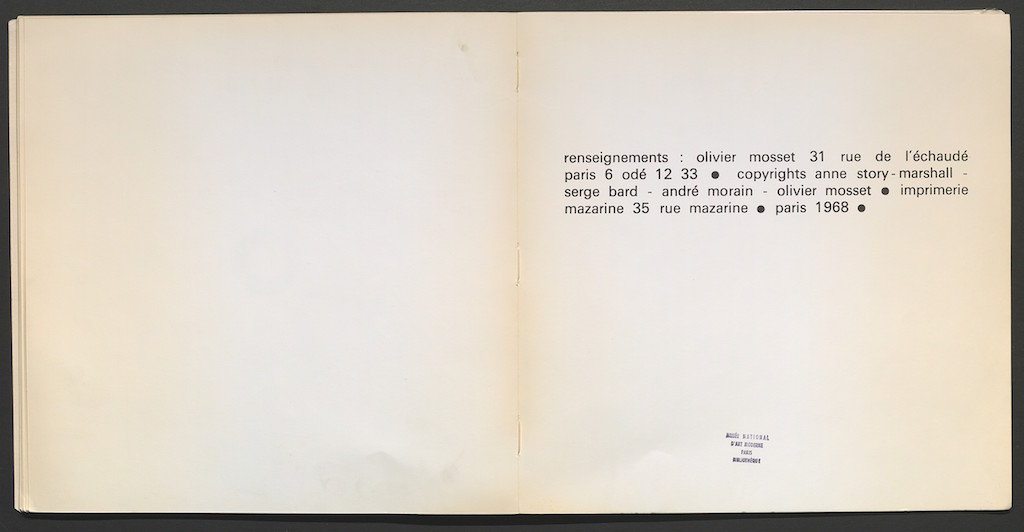 renseignements : olivier mosset 31 rue de l'échaudé
paris 6 odé 12 33 ● copyrights anne story-marshall -
serge bard - andré morain - olivier mosset ● imprimerie
mazarine 35 rue mazarine ● paris 1968 ●
MUSÉE NATIONAL
D'ART MODERNE
PARIS
BIBLIOTHÈQUE